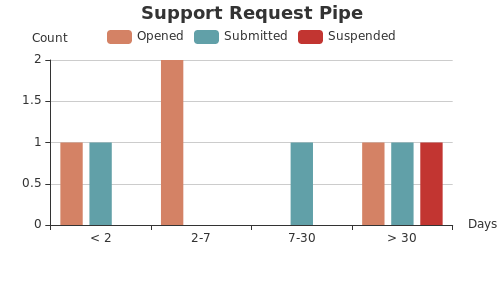 Support Request Pipe
Count
Opened Submitted Suspended
2
1.5
1
0.5
0
Days
< 2 2-7 7-30 > 30